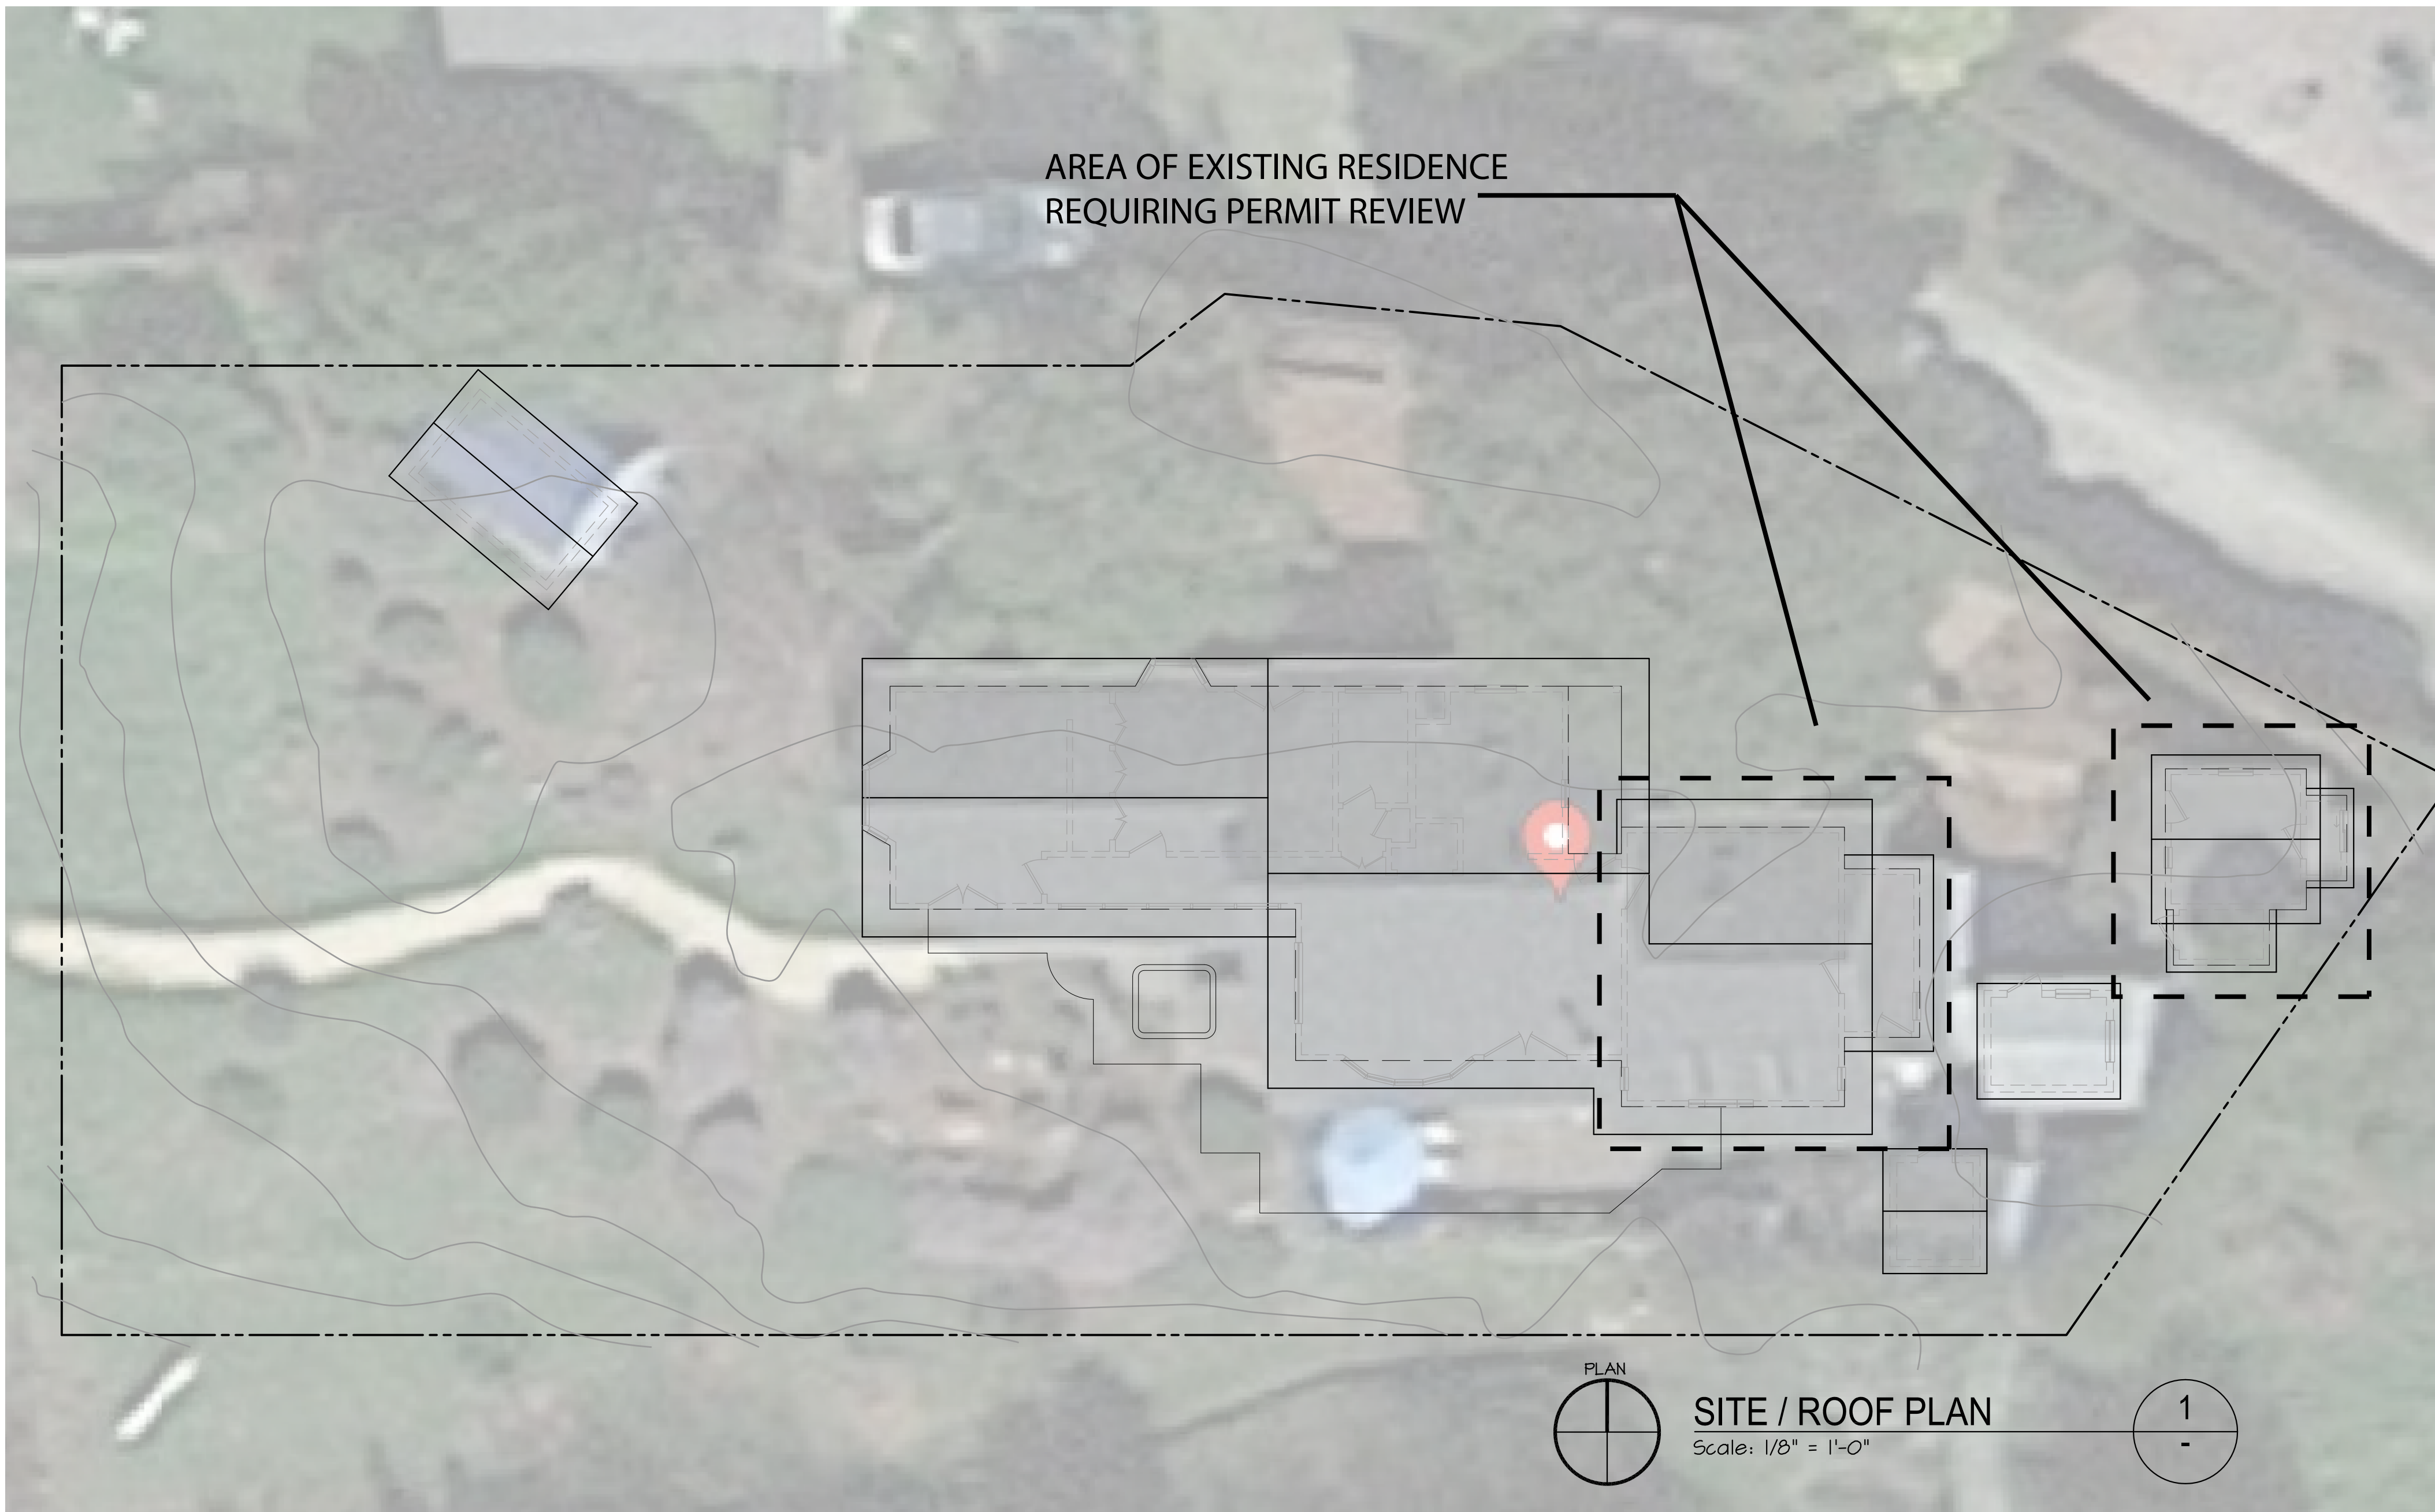 AREA OF EXISTING RESIDENCE
REQUIRING PERMIT REVIEW
PLAN
SITE / ROOF PLAN
Scale: 1/8" = 1'-0"
1
-